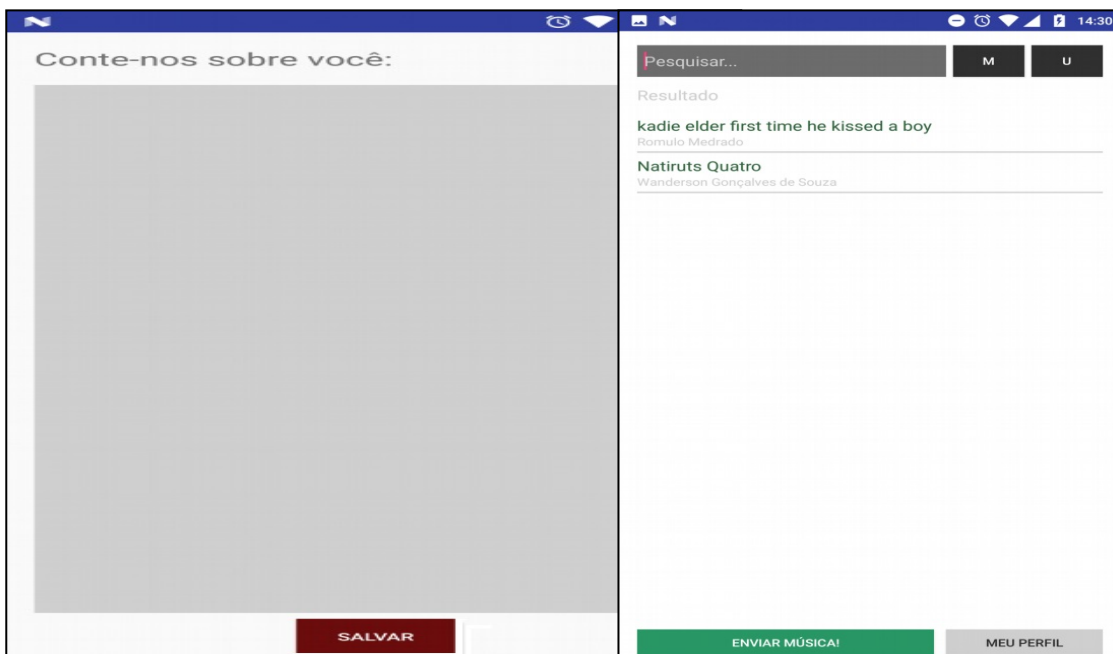 Conte-nos sobre você:
SALVAR
14:30
Pesquisar...
M
U
Resultado
kadie elder first time he kissed a boy
Romulo Medrado
Natiruts Quatro
Wanderson Gonçalves de Souza
ENVIAR MÚSICA!
MEU PERFIL